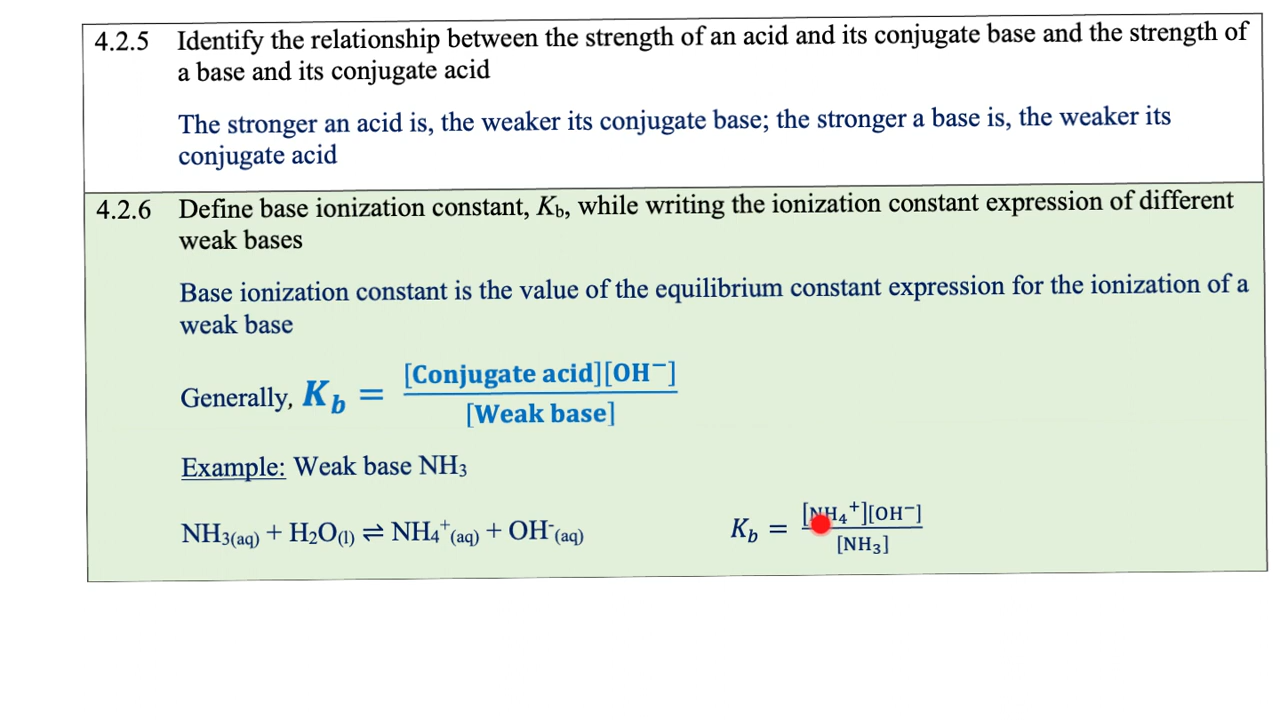 4.2.5 Identify the relationship between the strength of an acid and its conjugate base and the strength of
a base and its conjugate acid
The stronger an acid is, the weaker its conjugate base; the stronger a base is, the weaker its
conjugate acid
4.2.6 Define base ionization constant, K_b, while writing the ionization constant expression of different
weak bases
Base ionization constant is the value of the equilibrium constant expression for the ionization of a
weak base
Generally, K_b = [Conjugate acid][OH⁻] / [Weak base]
Example: Weak base NH₃
NH₃(aq) + H₂O(l) ⇌ NH₄⁺(aq) + OH⁻(aq) K_b = [NH₄⁺][OH⁻] / [NH₃]